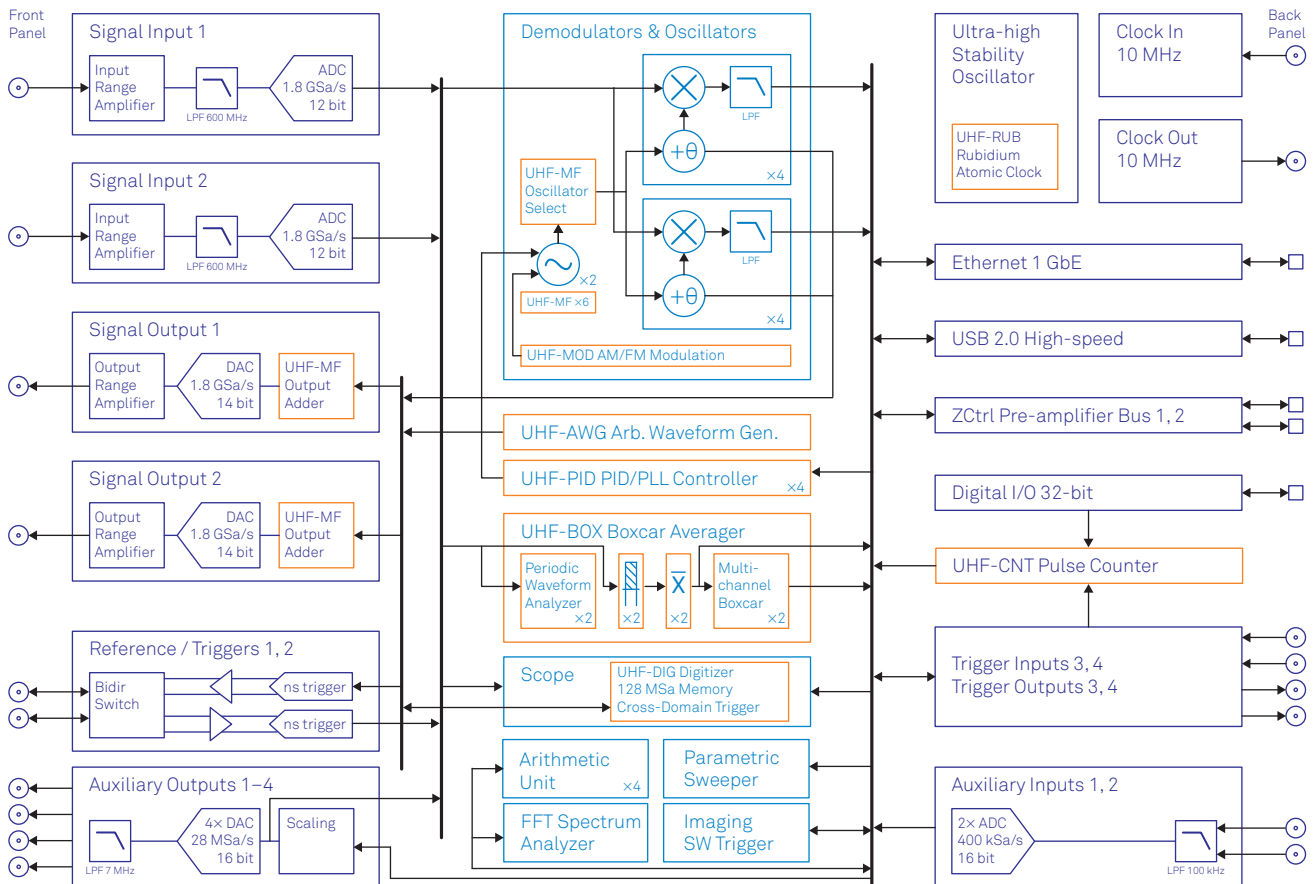 Front
Panel
Signal Input 1
Input
Range
Amplifier
LPF 600 MHz
ADC
1.8 GSa/s
12 bit
Signal Input 2
Input
Range
Amplifier
LPF 600 MHz
ADC
1.8 GSa/s
12 bit
Signal Output 1
Output
Range
Amplifier
DAC
1.8 GSa/s
14 bit
UHF-MF
Output
Adder
Signal Output 2
Output
Range
Amplifier
DAC
1.8 GSa/s
14 bit
UHF-MF
Output
Adder
Reference / Triggers 1, 2
Bidir
Switch
ns trigger
ns trigger
Auxiliary Outputs 1–4
LPF 7 MHz
4× DAC
28 MSa/s
16 bit
Scaling
Demodulators & Oscillators
LPF
+θ
×4
UHF-MF
Oscillator
Select
×2
UHF-MF ×6
LPF
+θ
×4
UHF-MOD AM/FM Modulation
UHF-AWG Arb. Waveform Gen.
UHF-PID PID/PLL Controller
×4
UHF-BOX Boxcar Averager
Periodic
Waveform
Analyzer
×2
×2
X̅
×2
Multi-
channel
Boxcar
×2
Scope
UHF-DIG Digitizer
128 MSa Memory
Cross-Domain Trigger
Arithmetic
Unit
×4
Parametric
Sweeper
FFT Spectrum
Analyzer
Imaging
SW Trigger
Ultra-high
Stability
Oscillator
UHF-RUB
Rubidium
Atomic Clock
Clock In
10 MHz
Clock Out
10 MHz
Back
Panel
Ethernet 1 GbE
USB 2.0 High-speed
ZCtrl Pre-amplifier Bus 1, 2
Digital I/O 32-bit
UHF-CNT Pulse Counter
Trigger Inputs 3, 4
Trigger Outputs 3, 4
Auxiliary Inputs 1, 2
2× ADC
400 kSa/s
16 bit
LPF 100 kHz